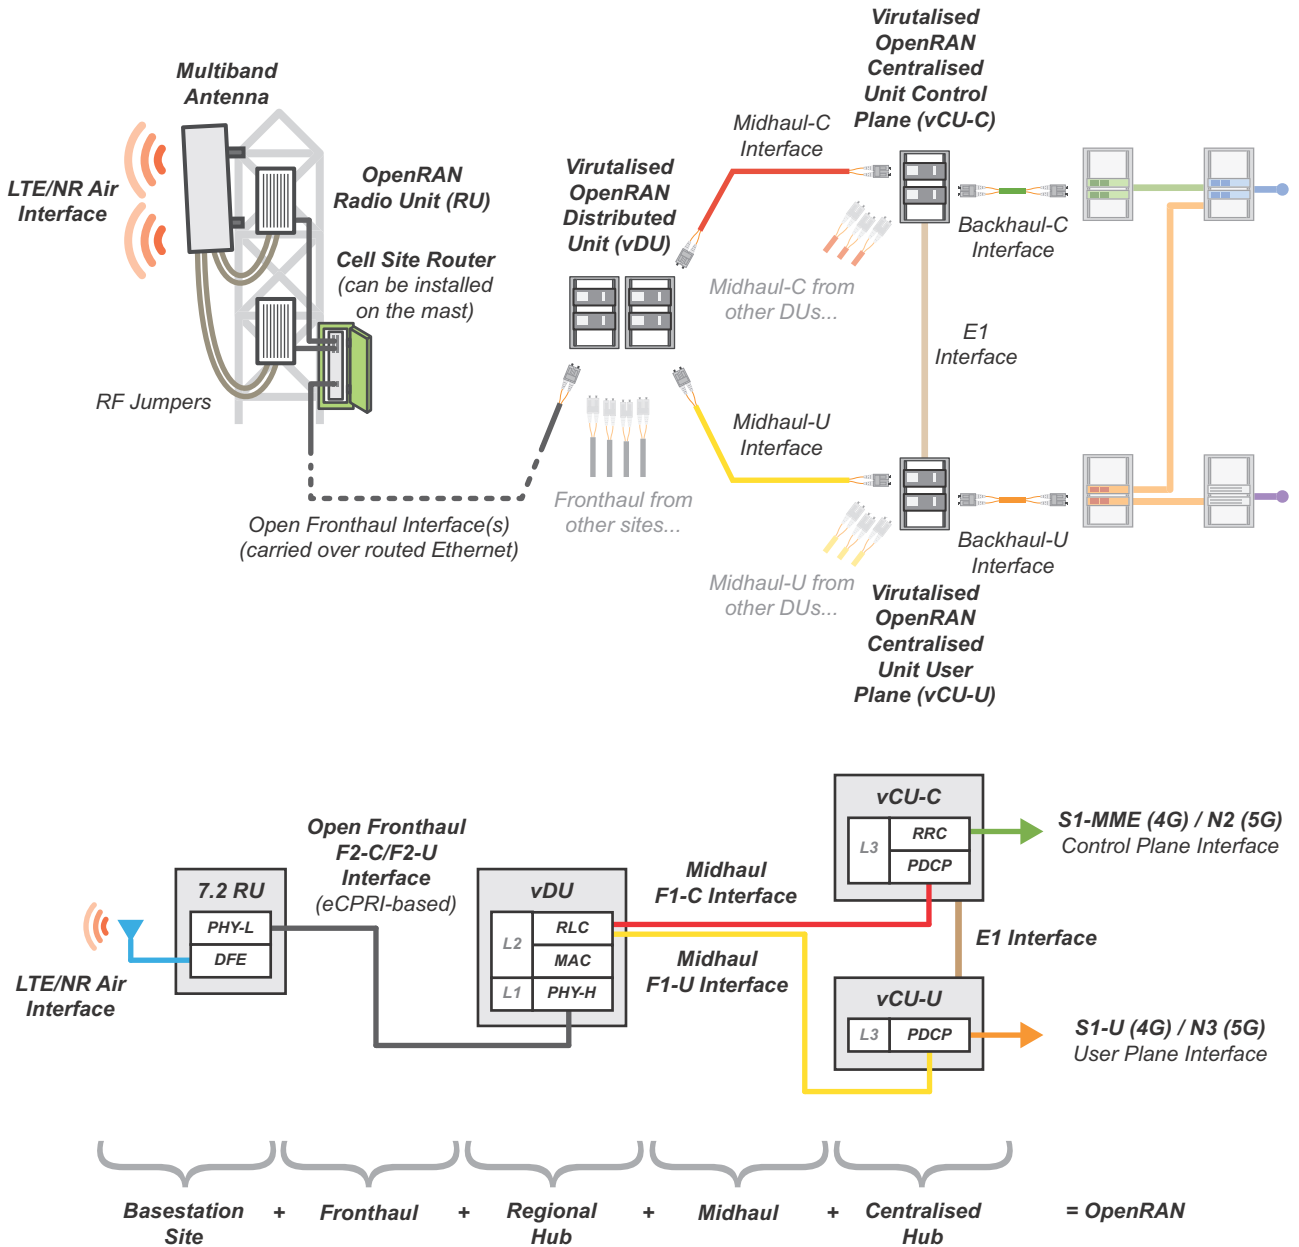 Virutalised
OpenRAN
Centralised
Unit Control
Plane (vCU-C)
Multiband
Antenna
LTE/NR Air
Interface
OpenRAN
Radio Unit (RU)
Cell Site Router
(can be installed
on the mast)
RF Jumpers
Virutalised
OpenRAN
Distributed
Unit (vDU)
Midhaul-C
Interface
Midhaul-C from
other DUs...
Backhaul-C
Interface
E1
Interface
Midhaul-U
Interface
Fronthaul from
other sites...
Open Fronthaul Interface(s)
(carried over routed Ethernet)
Midhaul-U from
other DUs...
Backhaul-U
Interface
Virutalised
OpenRAN
Centralised
Unit User
Plane (vCU-U)
LTE/NR Air
Interface
7.2 RU
PHY-L
DFE
Open Fronthaul
F2-C/F2-U
Interface
(eCPRI-based)
vDU
L2
RLC
MAC
L1
PHY-H
Midhaul
F1-C Interface
Midhaul
F1-U Interface
vCU-C
L3
RRC
PDCP
S1-MME (4G) / N2 (5G)
Control Plane Interface
E1 Interface
vCU-U
L3
PDCP
S1-U (4G) / N3 (5G)
User Plane Interface
Basestation
Site
+
Fronthaul
+
Regional
Hub
+
Midhaul
+
Centralised
Hub
= OpenRAN